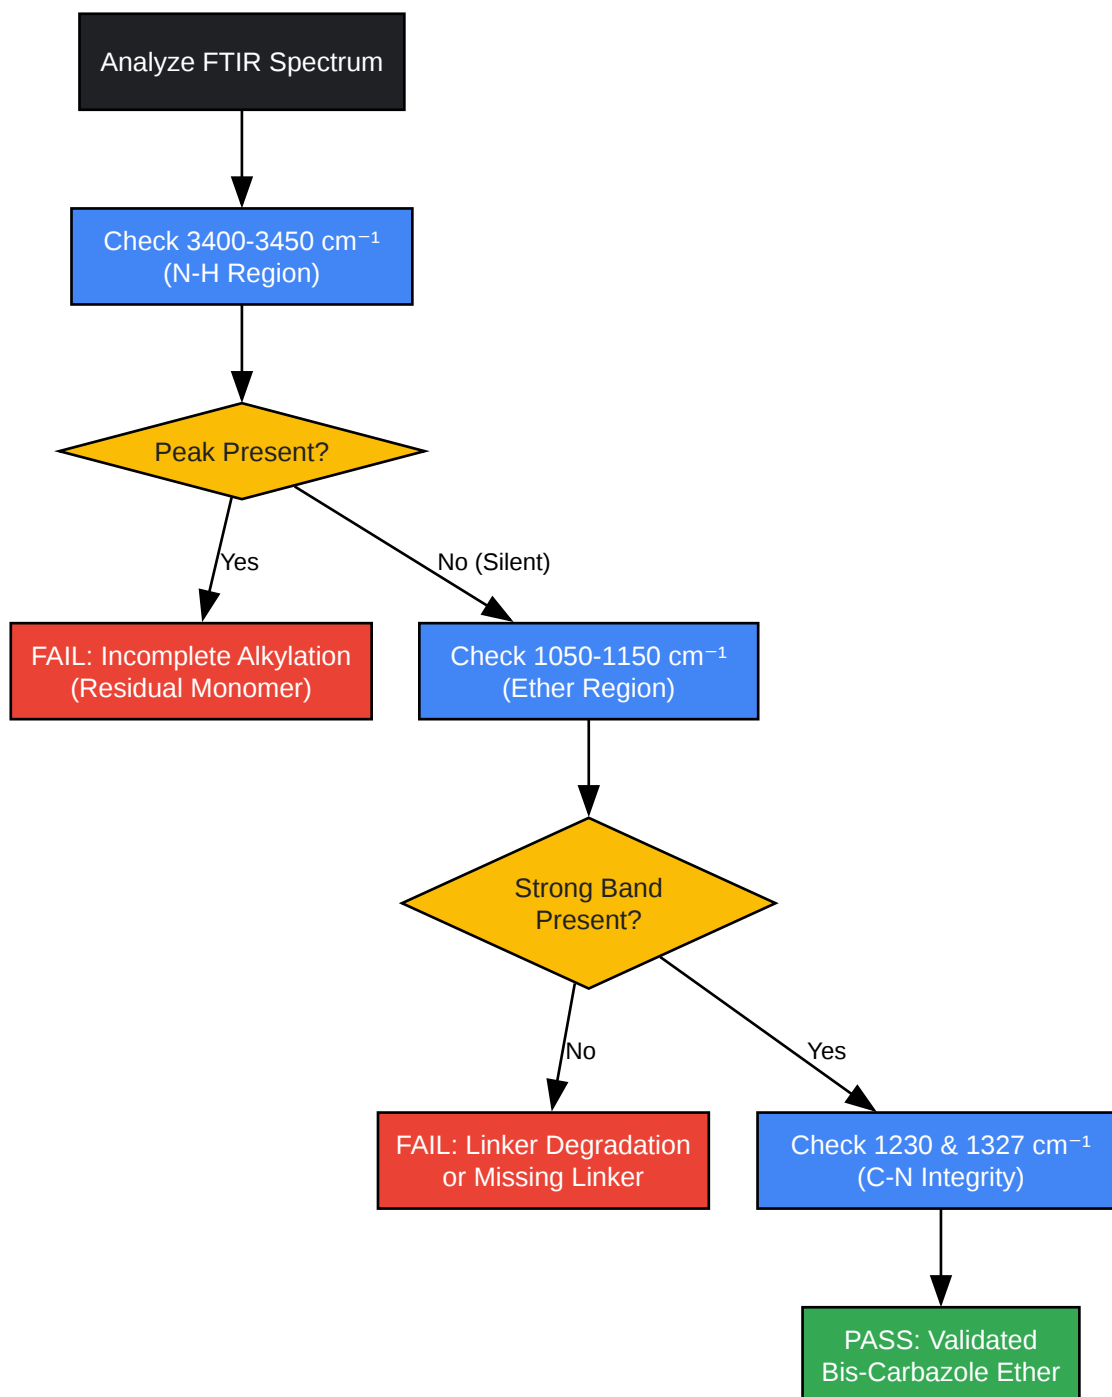 Analyze FTIR Spectrum
Check 3400-3450 cm⁻¹
(N-H Region)
Peak Present?
Yes
No (Silent)
FAIL: Incomplete Alkylation
(Residual Monomer)
Check 1050-1150 cm⁻¹
(Ether Region)
Strong Band
Present?
No
Yes
FAIL: Linker Degradation
or Missing Linker
Check 1230 & 1327 cm⁻¹
(C-N Integrity)
PASS: Validated
Bis-Carbazole Ether